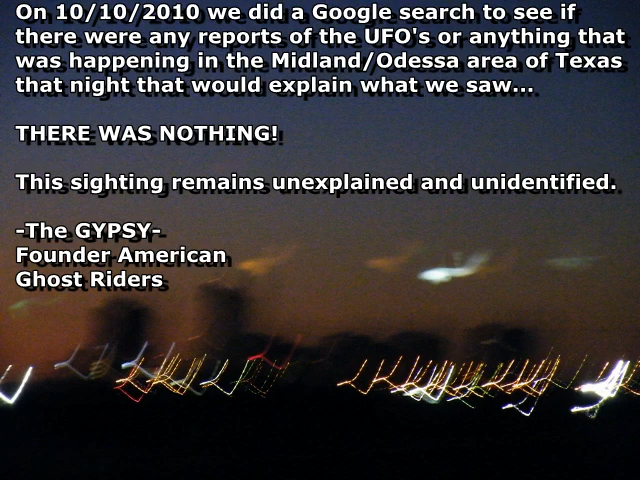 On 10/10/2010 we did a Google search to see if
there were any reports of the UFO's or anything that
was happening in the Midland/Odessa area of Texas
that night that would explain what we saw...
THERE WAS NOTHING!
This sighting remains unexplained and unidentified.
-The GYPSY-
Founder American
Ghost Riders